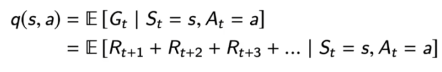 q(s, a) = 𝔼 [G_t | S_t = s, A_t = a]
= 𝔼 [R_{t+1} + R_{t+2} + R_{t+3} + ... | S_t = s, A_t = a]